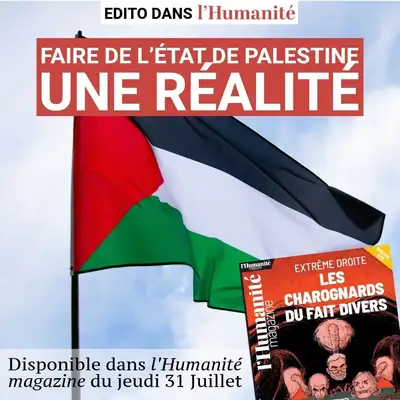 EDITO DANS l'Humanité
FAIRE DE L'ÉTAT DE PALESTINE
UNE RÉALITÉ
l'Humanité
magazine
EXTRÊME DROITE
LES
CHAROGNARDS
DU FAIT DIVERS
Disponible dans l'Humanité
magazine du jeudi 31 Juillet